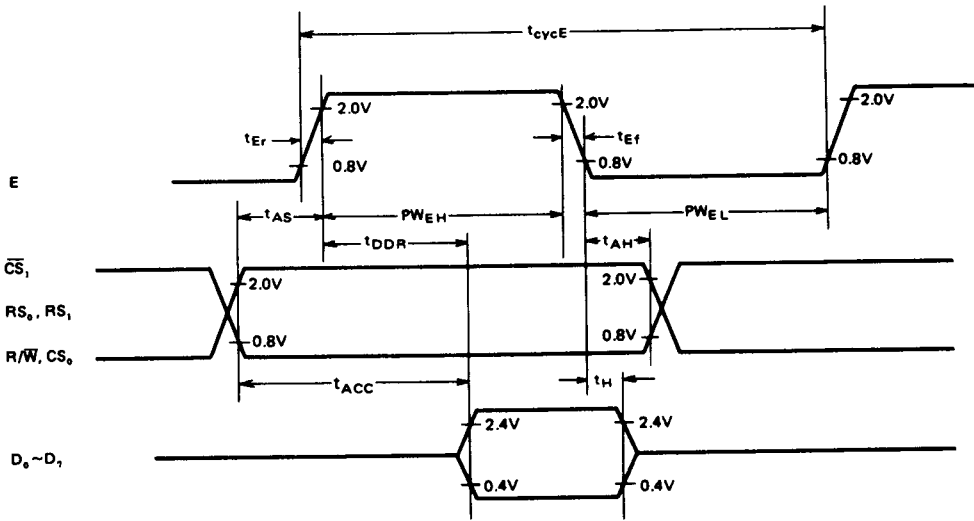 tcycE
2.0V
2.0V
2.0V
tEr
tEf
0.8V
0.8V
0.8V
E
tAS
PWEH
PWEL
tDDR
tAH
CS̅₁
2.0V
2.0V
RS₀, RS₁
0.8V
0.8V
R/W̅, CS₀
tACC
tH
2.4V
2.4V
D₀~D₇
0.4V
0.4V